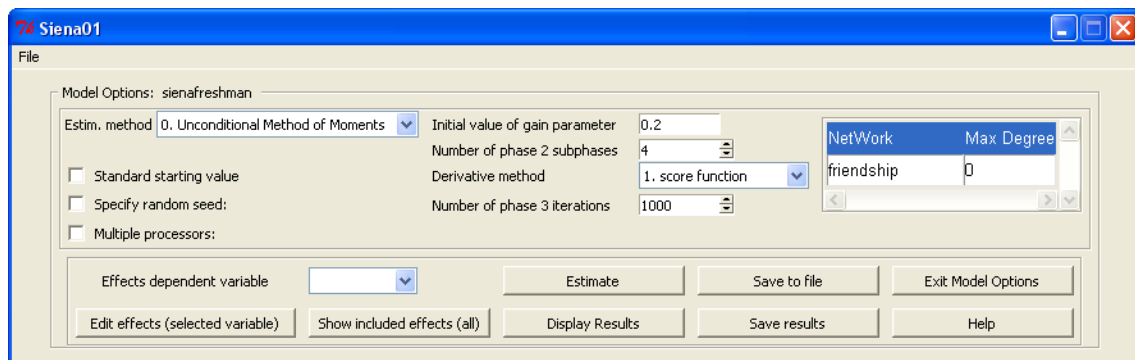 Siena01
File
Model Options: sienafreshman
Estim. method 0. Unconditional Method of Moments Initial value of gain parameter 0.2
Number of phase 2 subphases 4
NetWork Max Degree
Standard starting value Derivative method 1. score function
friendship 0
Specify random seed: Number of phase 3 iterations 1000
Multiple processors:
Effects dependent variable Estimate Save to file Exit Model Options
Edit effects (selected variable) Show included effects (all) Display Results Save results Help